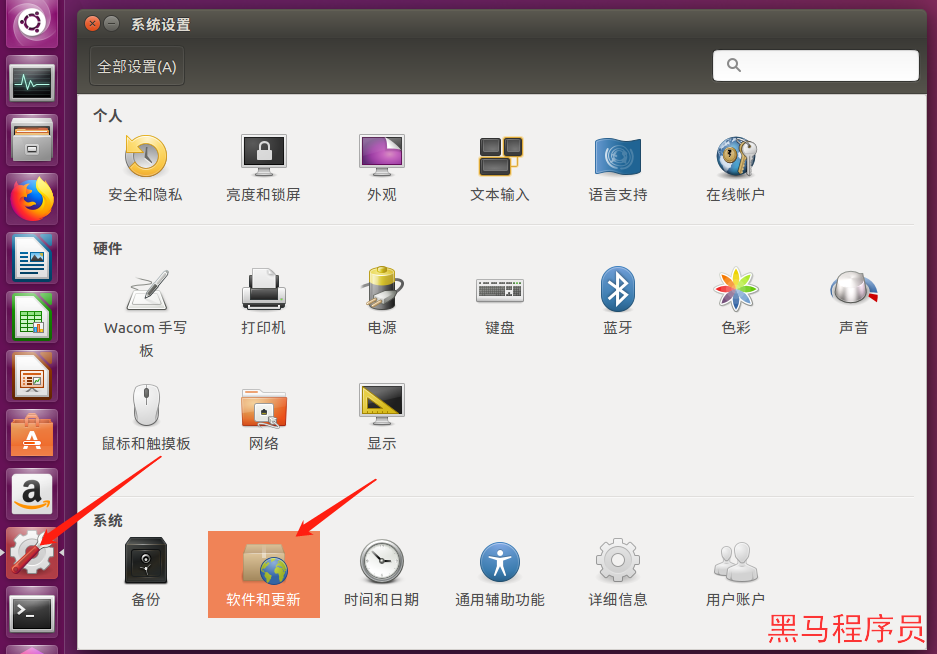 系统设置
全部设置(A)
个人
安全和隐私 亮度和锁屏 外观 文本输入 语言支持 在线帐户
硬件
Wacom 手写 打印机 电源 键盘 蓝牙 色彩 声音
板
鼠标和触摸板 网络 显示
系统
备份 软件和更新 时间和日期 通用辅助功能 详细信息 用户账户
黑马程序员